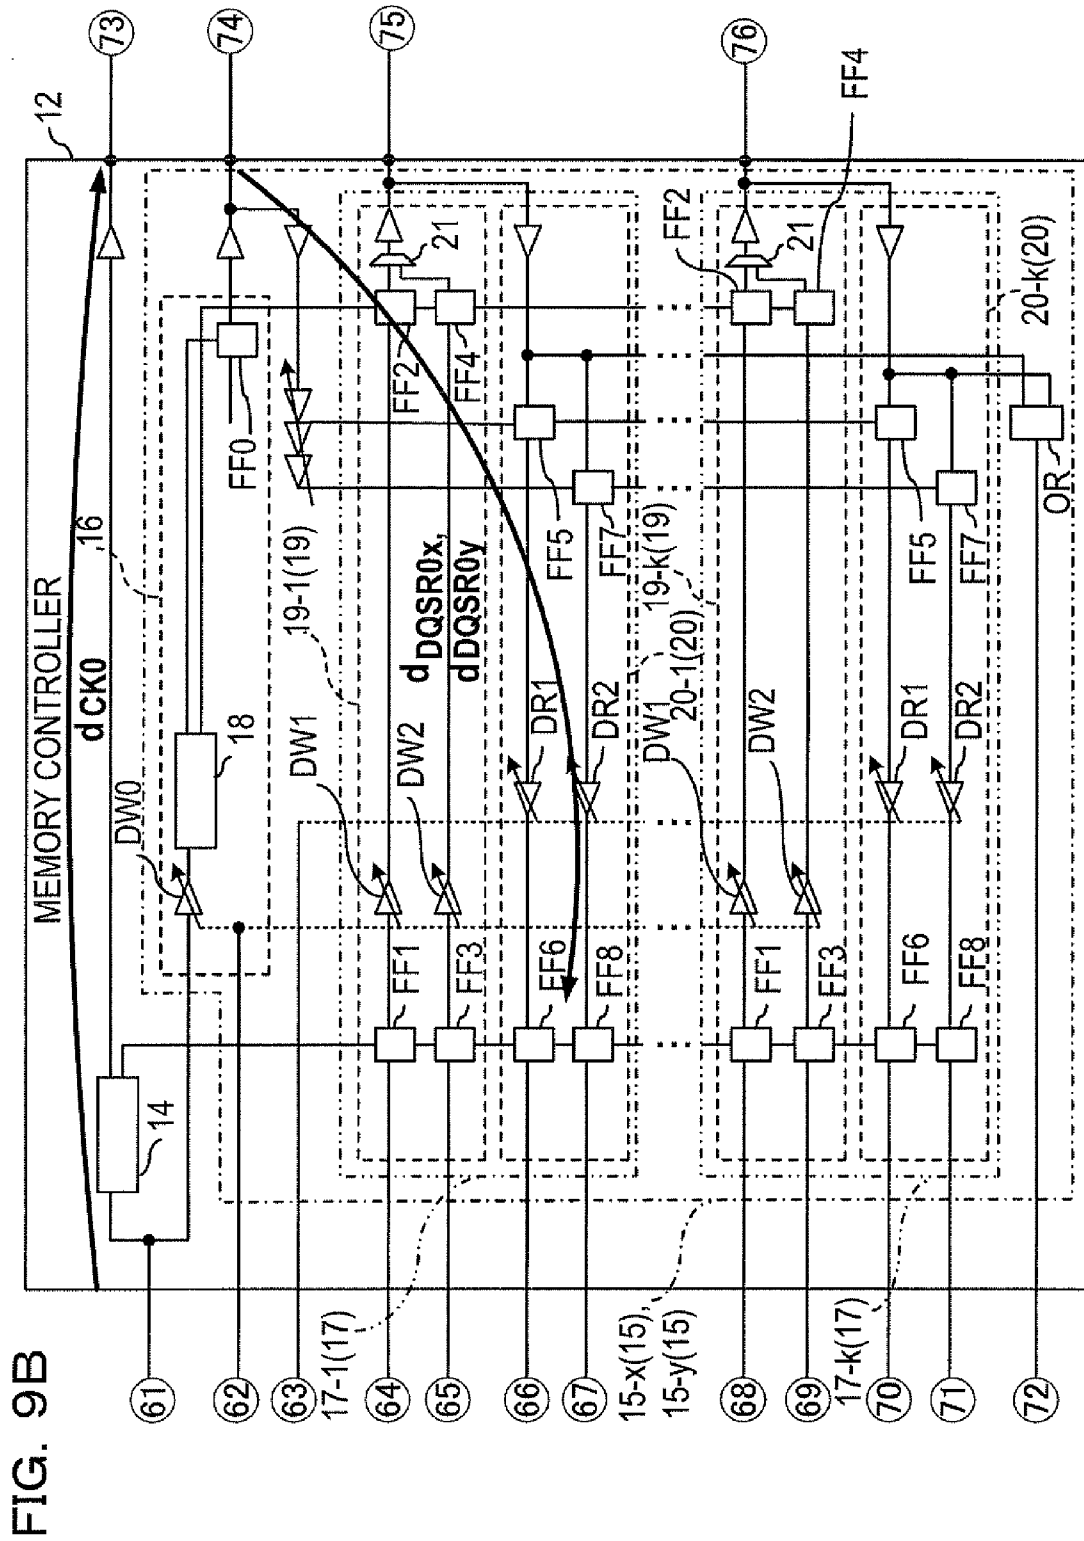 FIG. 9B
MEMORY CONTROLLER
12
dCK0
73
74
75
76
61
62
63
64
65
66
67
68
69
70
71
72
14
16
DW0
18
FF0
17-1(17)
19-1(19)
DW1
DW2
FF1
FF3
FF2
FF4
21
dDQSR0x,
dDQSR0y
20-1(20)
DR1
DR2
FF6
FF8
FF5
FF7
15-x(15),
15-y(15)
17-k(17)
19-k(19)
DW1
DW2
FF1
FF3
FF2
FF4
21
20-k(20)
DR1
DR2
FF6
FF8
FF5
FF7
OR